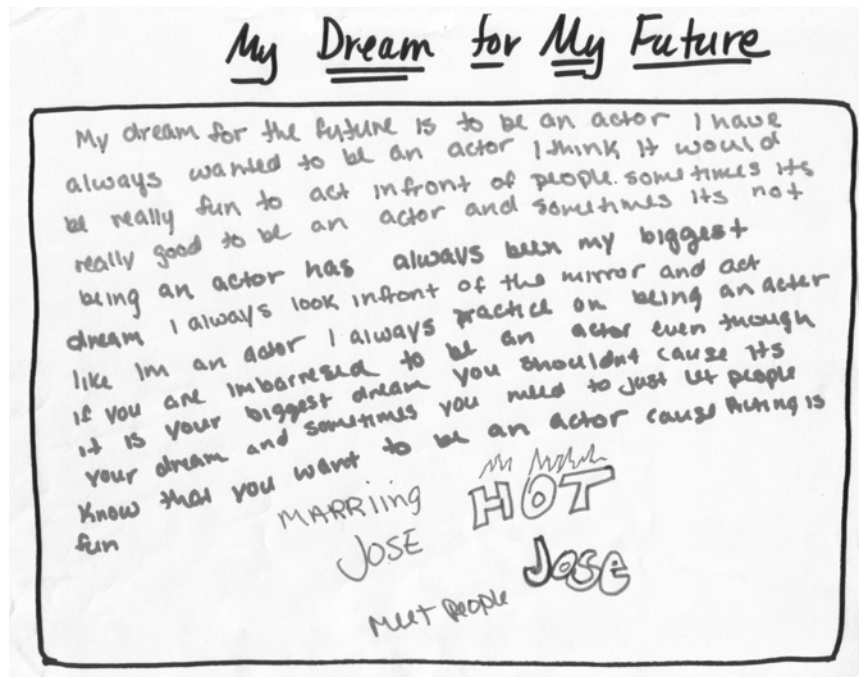 My Dream for My Future
My dream for the future is to be an actor I have
always wanted to be an actor I think it would
be really fun to act infront of people. sometimes its
really good to be an actor and sometimes its not
being an actor has always been my biggest
dream I always look infront of the mirror and act
like Im an actor I always practice on being an acter
if you are imbarresed to be an actor even though
it is your biggest dream you shouldnt cause its
your dream and sometimes you need to just let people
know that you want to be an actor cause Acting is
fun
MARRiing
JOSE
HOT
Jose
Meet people